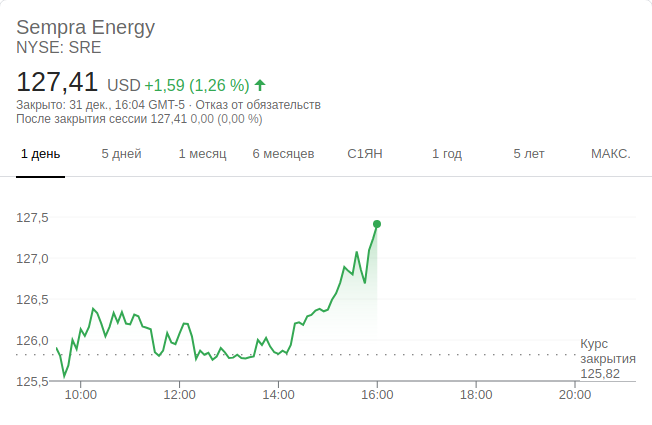 Sempra Energy
NYSE: SRE
127,41 USD +1,59 (1,26 %)
Закрыто: 31 дек., 16:04 GMT-5 · Отказ от обязательств
После закрытия сессии 127,41 0,00 (0,00 %)
1 день 5 дней 1 месяц 6 месяцев С1ЯН 1 год 5 лет МАКС.
127,5
127,0
126,5
126,0
Курс
закрытия
125,82
125,5
10:00 12:00 14:00 16:00 18:00 20:00